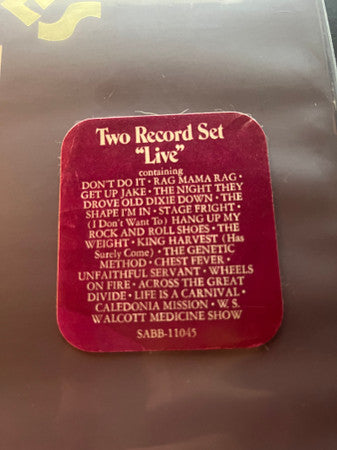 Two Record Set
"Live"
containing
DON'T DO IT • RAG MAMA RAG •
GET UP JAKE • THE NIGHT THEY
DROVE OLD DIXIE DOWN • THE
SHAPE I'M IN • STAGE FRIGHT •
(I Don't Want To) HANG UP MY
ROCK AND ROLL SHOES • THE
WEIGHT • KING HARVEST (Has
Surely Come) • THE GENETIC
METHOD • CHEST FEVER •
UNFAITHFUL SERVANT • WHEELS
ON FIRE • ACROSS THE GREAT
DIVIDE • LIFE IS A CARNIVAL •
CALEDONIA MISSION • W. S.
WALCOTT MEDICINE SHOW
SABB-11045